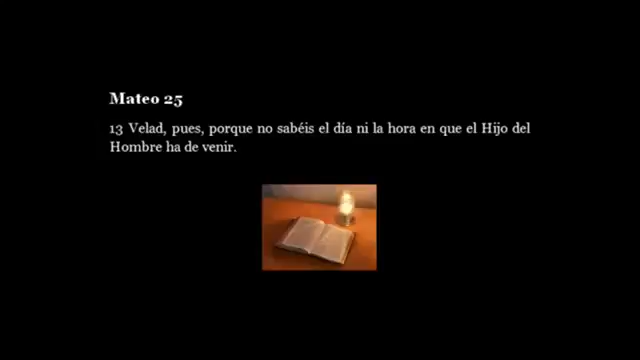 Mateo 25
13 Velad, pues, porque no sabéis el día ni la hora en que el Hijo del
Hombre ha de venir.